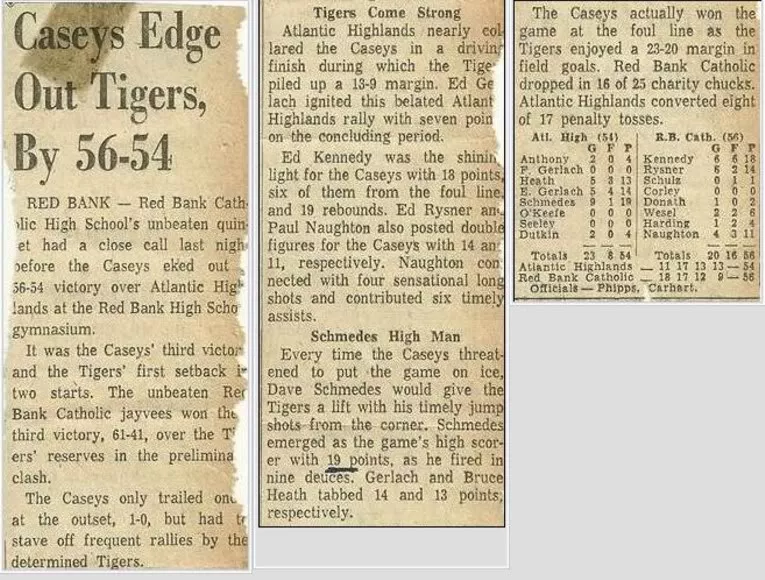 Caseys Edge
Out Tigers,
By 56-54
RED BANK — Red Bank Cath
lic High School's unbeaten quin
et had a close call last nigh
before the Caseys eked out
56-54 victory over Atlantic High
lands at the Red Bank High Scho
gymnasium.
It was the Caseys' third victor
and the Tigers' first setback i
two starts. The unbeaten Red
Bank Catholic jayvees won the
third victory, 61-41, over the Ti
ers' reserves in the prelimina
clash.
The Caseys only trailed onc
at the outset, 1-0, but had t
stave off frequent rallies by the
determined Tigers.
Tigers Come Strong
Atlantic Highlands nearly col
lared the Caseys in a drivin
finish during which the Tige
piled up a 13-9 margin. Ed Ge
lach ignited this belated Atlant
Highlands rally with seven poin
on the concluding period.
Ed Kennedy was the shinin
light for the Caseys with 18 points,
six of them from the foul line,
and 19 rebounds. Ed Rysner an
Paul Naughton also posted double
figures for the Caseys with 14 an
11, respectively. Naughton con
nected with four sensational long
shots and contributed six timely
assists.
Schmedes High Man
Every time the Caseys threat-
ened to put the game on ice,
Dave Schmedes would give the
Tigers a lift with his timely jump
shots from the corner. Schmedes
emerged as the game's high scor-
er with 19 points, as he fired in
nine deuces. Gerlach and Bruce
Heath tabbed 14 and 13 points,
respectively.
The Caseys actually won the
game at the foul line as the
Tigers enjoyed a 23-20 margin in
field goals. Red Bank Catholic
dropped in 16 of 25 charity chucks.
Atlantic Highlands converted eight
of 17 penalty tosses.
Atl. High (54) R.B. Cath. (56)
G F P G F P
Anthony 2 0 4 Kennedy 6 6 18
F. Gerlach 0 0 0 Rysner 6 2 14
Heath 5 3 13 Schulz 0 1 1
E. Gerlach 5 4 14 Corley 0 0 0
Schmedes 9 1 19 Donath 1 0 2
O'Keefe 0 0 0 Wesel 2 2 6
Seeley 0 0 0 Harding 1 2 4
Dutkin 2 0 4 Naughton 4 3 11
Totals 23 8 54 Totals 20 16 56
Atlantic Highlands — 11 17 13 13 — 54
Red Bank Catholic — 18 17 12 9 — 56
Officials — Phipps, Carhart.